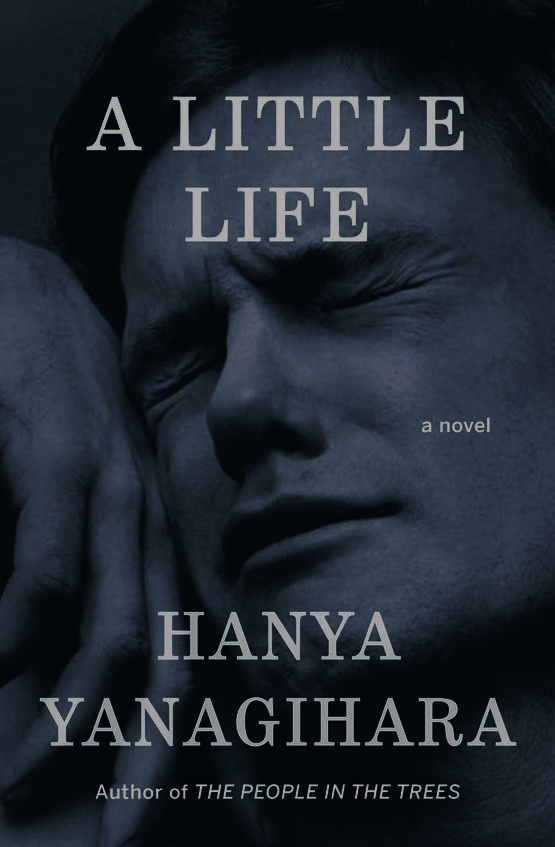 A LITTLE
LIFE
a novel
HANYA
YANAGIHARA
Author of THE PEOPLE IN THE TREES